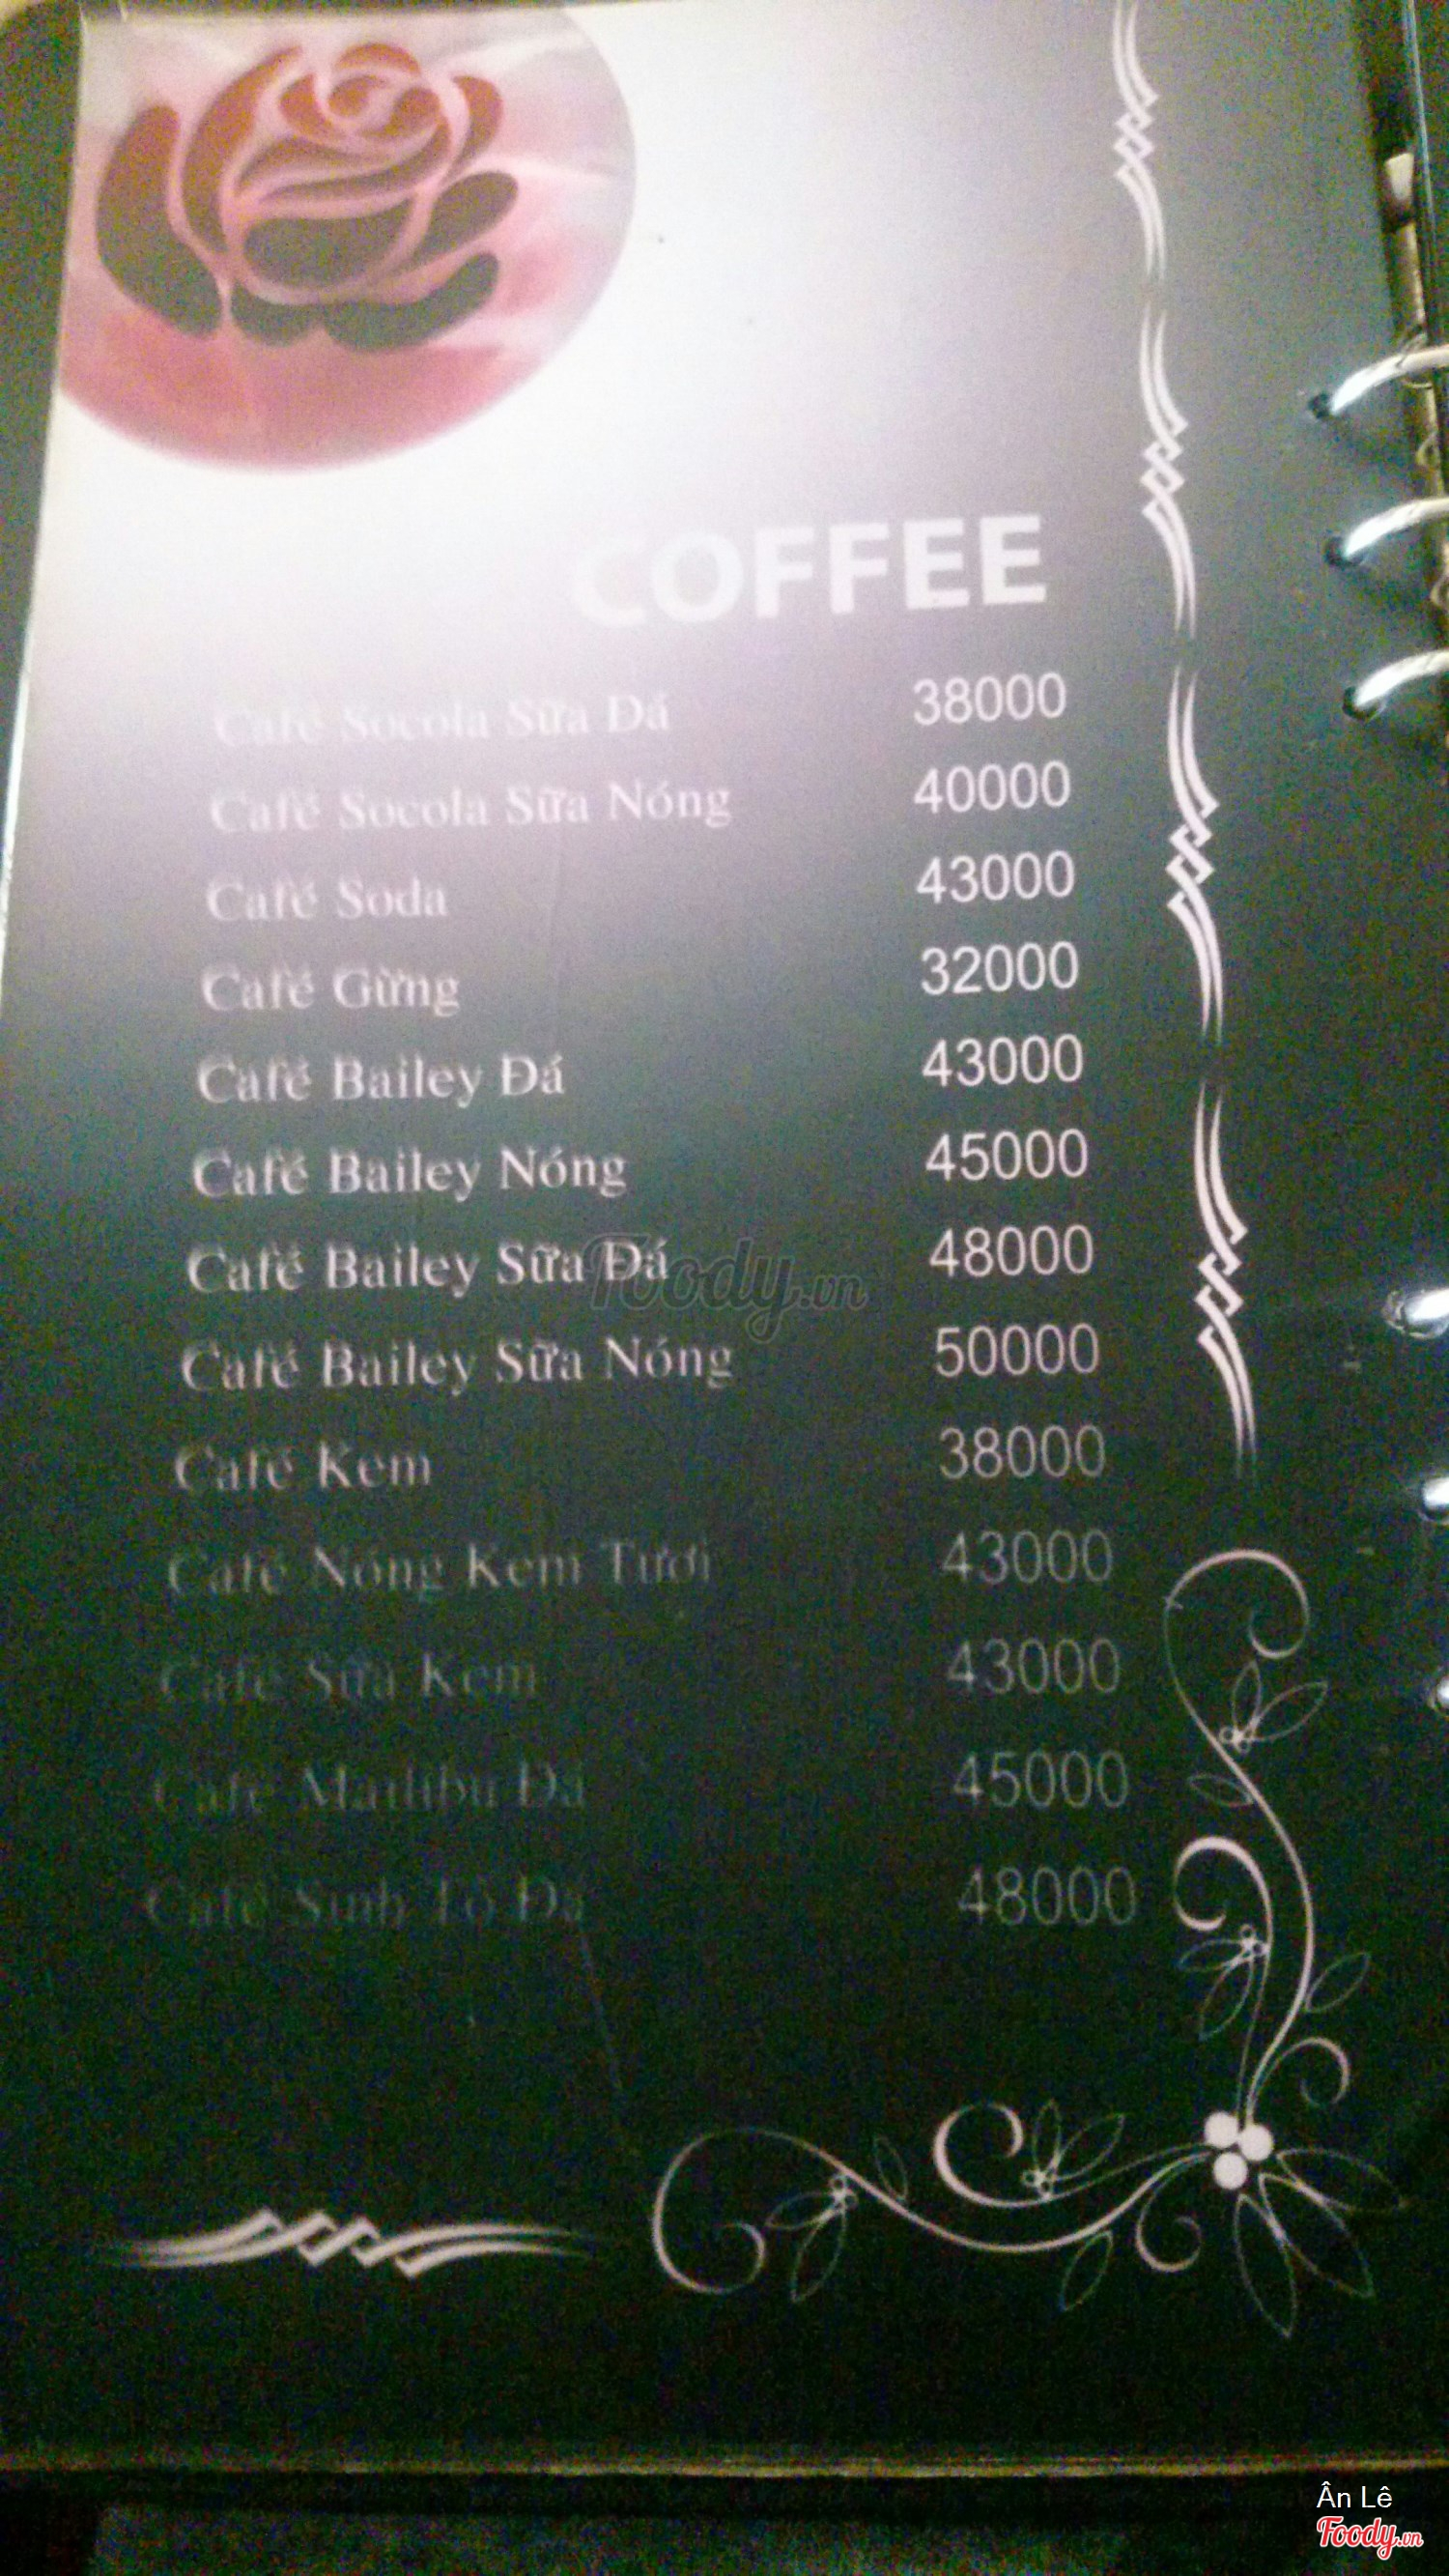 COFFEE
Café Socola Sữa Đá 38000
Café Socola Sữa Nóng 40000
Café Soda 43000
Café Gừng 32000
Café Bailey Đá 43000
Café Bailey Nóng 45000
Café Bailey Sữa Đá 48000
Café Bailey Sữa Nóng 50000
Café Kem 38000
Café Nóng Kem Tươi 43000
Café Sữa Kem 43000
Café Mailibu Đá 45000
Café Sinh Tố Đá 48000
Foody.vn
Ân Lê
Foody.vn